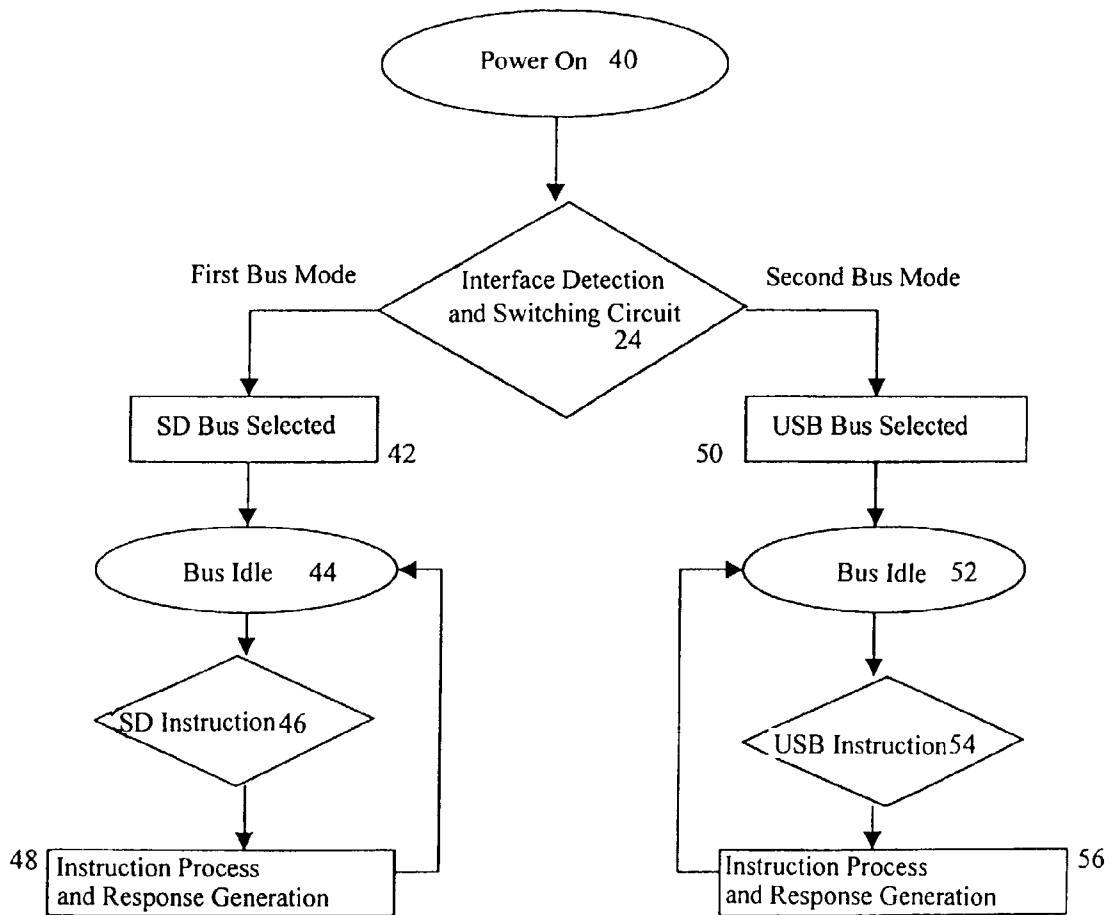 Power On 40
First Bus Mode
Interface Detection
and Switching Circuit
24
Second Bus Mode
SD Bus Selected
42
50
USB Bus Selected
Bus Idle 44
Bus Idle 52
SD Instruction 46
USB Instruction 54
48
Instruction Process
and Response Generation
Instruction Process
and Response Generation
56